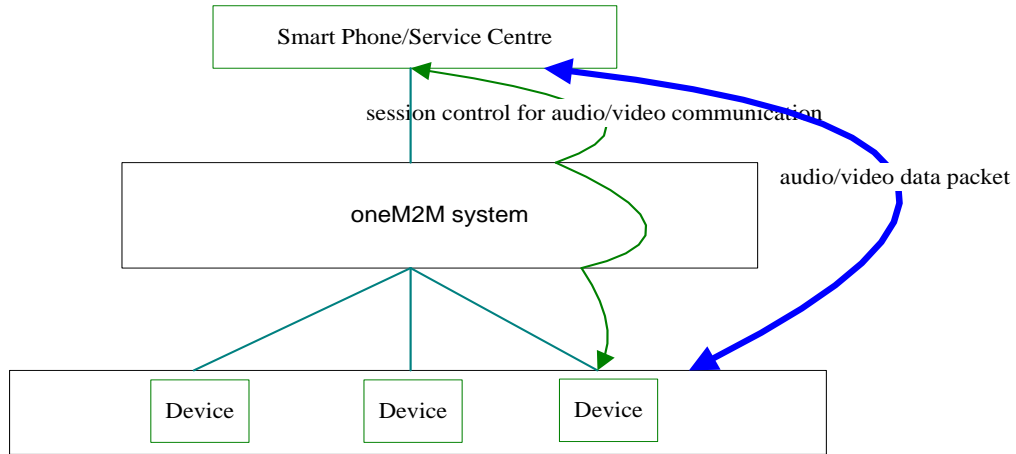 Smart Phone/Service Centre
session control for audio/video communication
audio/video data packet
oneM2M system
Device
Device
Device